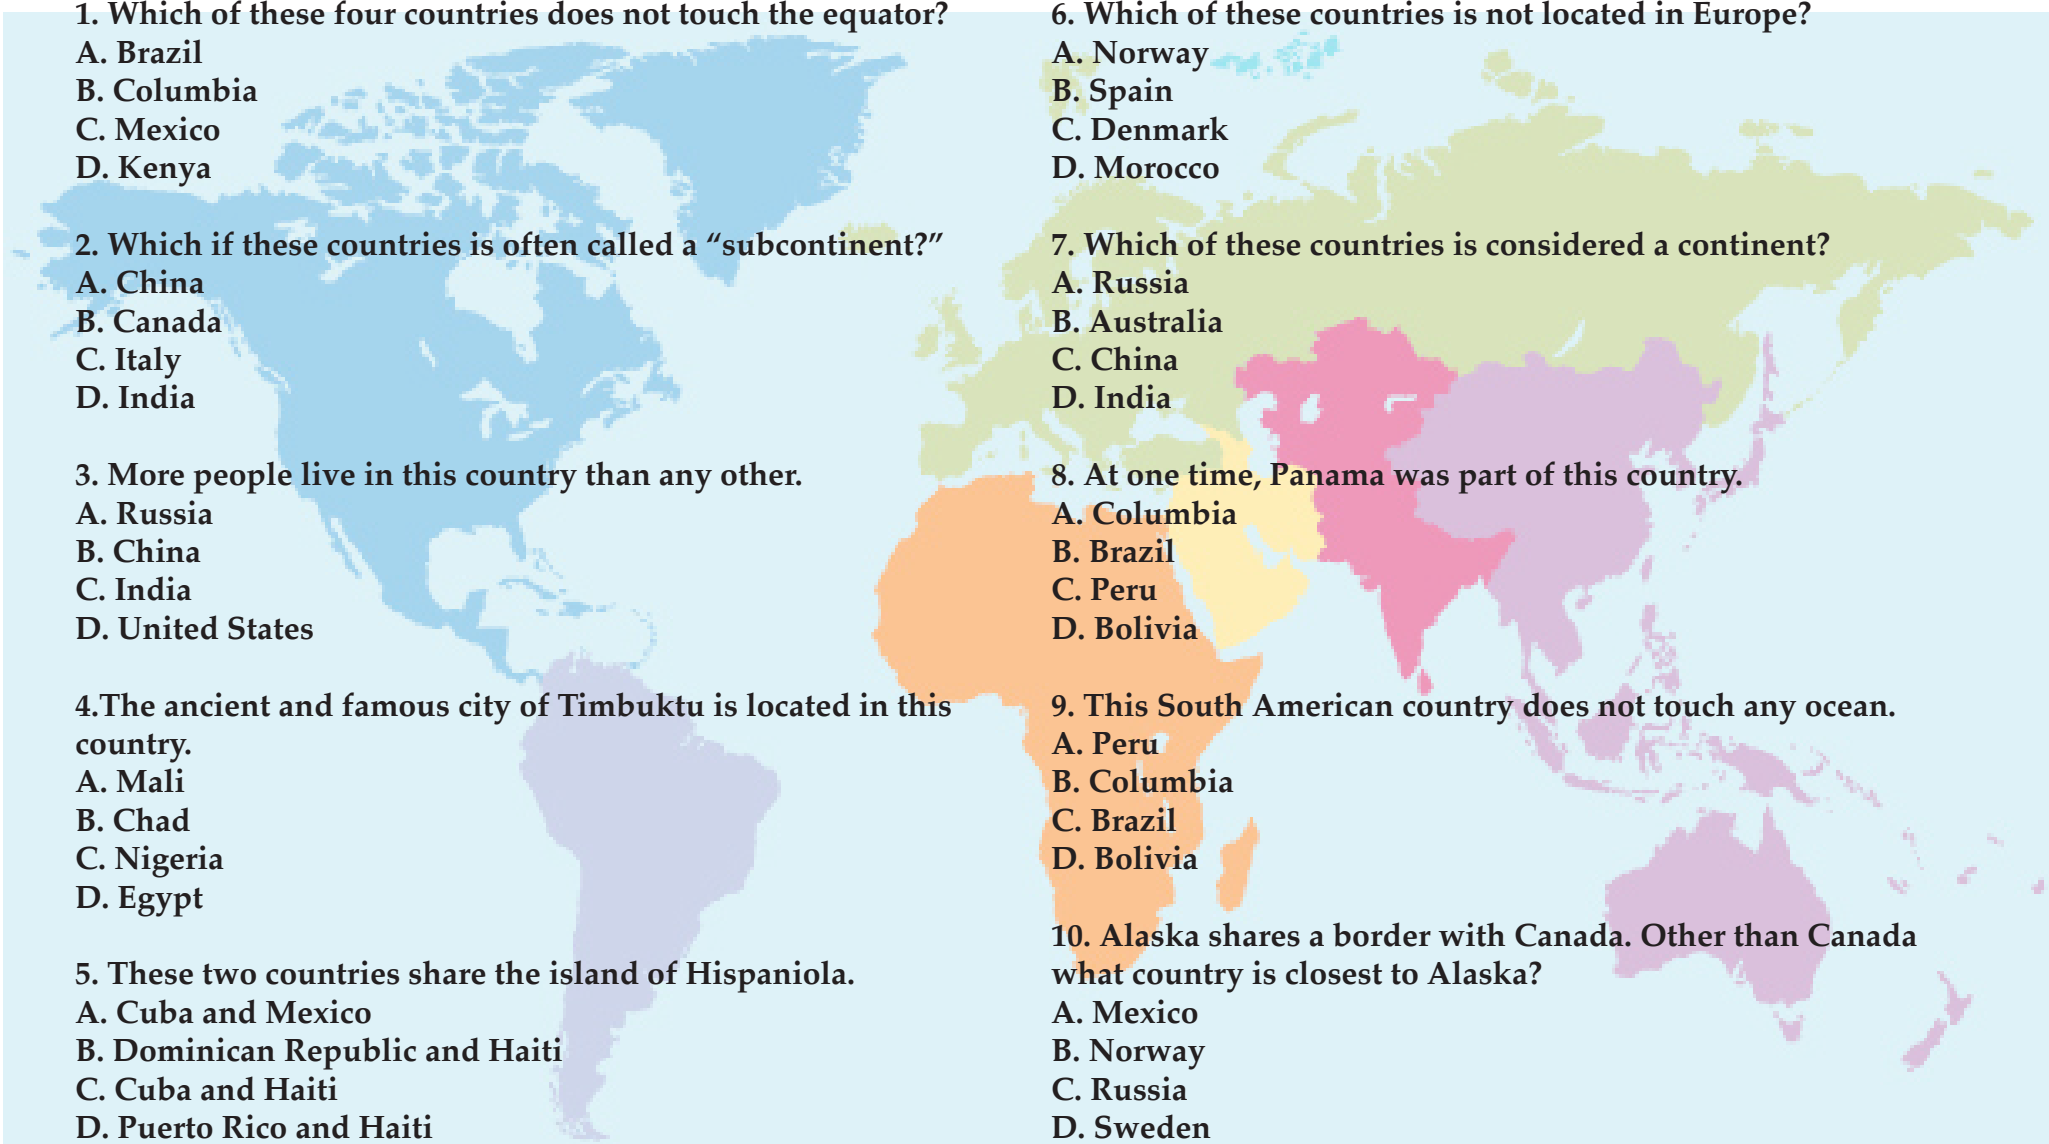 1. Which of these four countries does not touch the equator?
A. Brazil
B. Columbia
C. Mexico
D. Kenya
2. Which if these countries is often called a “subcontinent?”
A. China
B. Canada
C. Italy
D. India
3. More people live in this country than any other.
A. Russia
B. China
C. India
D. United States
4.The ancient and famous city of Timbuktu is located in this
country.
A. Mali
B. Chad
C. Nigeria
D. Egypt
5. These two countries share the island of Hispaniola.
A. Cuba and Mexico
B. Dominican Republic and Haiti
C. Cuba and Haiti
D. Puerto Rico and Haiti
6. Which of these countries is not located in Europe?
A. Norway
B. Spain
C. Denmark
D. Morocco
7. Which of these countries is considered a continent?
A. Russia
B. Australia
C. China
D. India
8. At one time, Panama was part of this country.
A. Columbia
B. Brazil
C. Peru
D. Bolivia
9. This South American country does not touch any ocean.
A. Peru
B. Columbia
C. Brazil
D. Bolivia
10. Alaska shares a border with Canada. Other than Canada
what country is closest to Alaska?
A. Mexico
B. Norway
C. Russia
D. Sweden